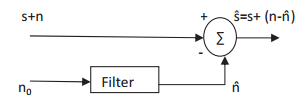 s+n
+
ŝ=s+ (n-n̂)
Σ
-
Filter
n₀
n̂